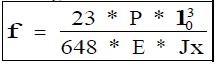 f = 23 * P * l₀³
648 * E * Jx